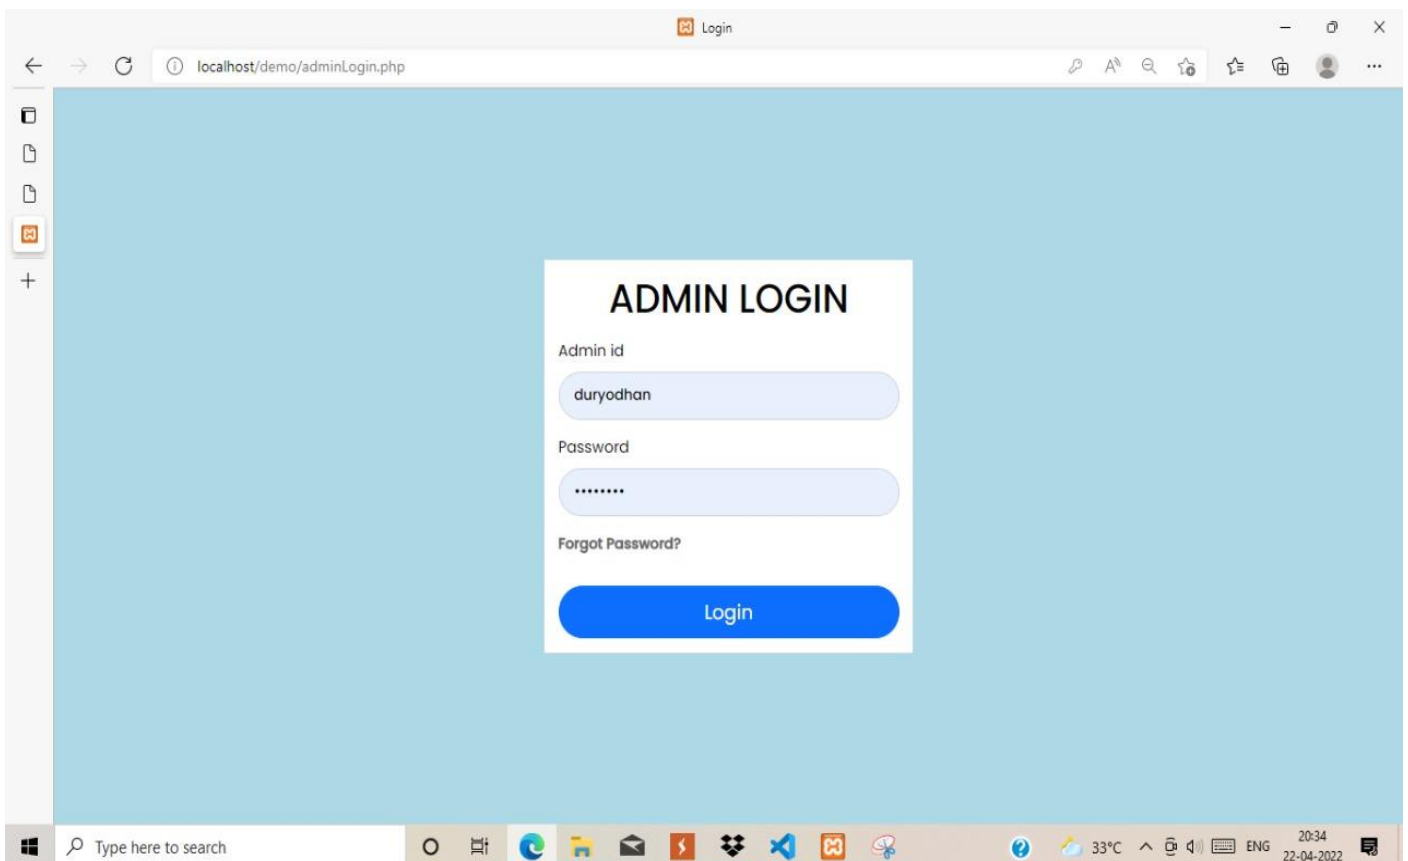 Login
localhost/demo/adminLogin.php
ADMIN LOGIN
Admin id
duryodhan
Password
••••••••
Forgot Password?
Login
Type here to search
33°C
ENG
20:34
22-04-2022